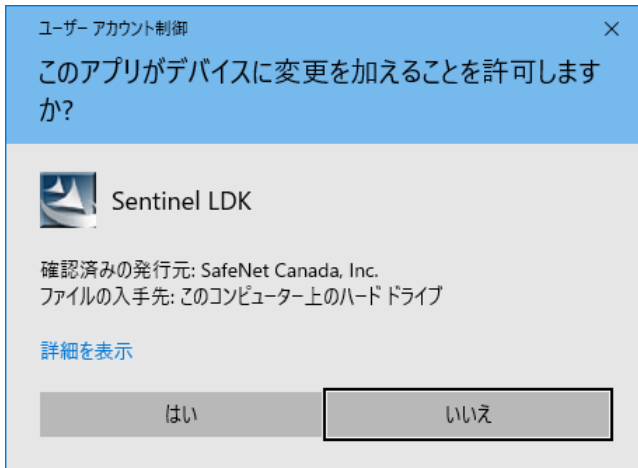 ユーザー アカウント制御
このアプリがデバイスに変更を加えることを許可します
か?
Sentinel LDK
確認済みの発行元: SafeNet Canada, Inc.
ファイルの入手先: このコンピューター上のハード ドライブ
詳細を表示
はい
いいえ